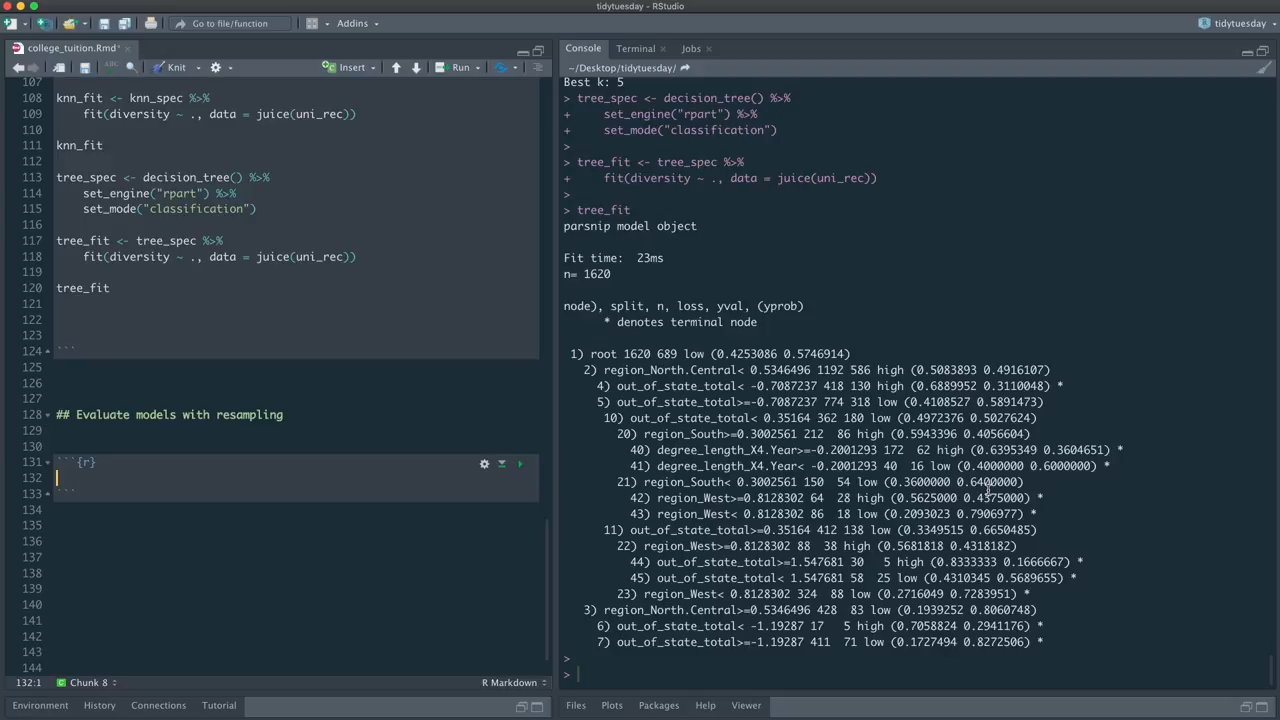 tidytuesday - RStudio
Go to file/function
Addins
tidytuesday
college_tuition.Rmd*
Knit
Insert
Run
107
108 knn_fit <- knn_spec %>%
109 fit(diversity ~ ., data = juice(uni_rec))
110
111 knn_fit
112
113 tree_spec <- decision_tree() %>%
114 set_engine("rpart") %>%
115 set_mode("classification")
116
117 tree_fit <- tree_spec %>%
118 fit(diversity ~ ., data = juice(uni_rec))
119
120 tree_fit
121
122
123
124 ```
125
126
127
128 ## Evaluate models with resampling
129
130
131 ```{r}
132
133 ```
134
135
136
137
138
139
140
141
142
143
144
132:1 Chunk 8 R Markdown
Environment History Connections Tutorial
Console Terminal Jobs
~/Desktop/tidytuesday/
Best k: 5
> tree_spec <- decision_tree() %>%
+ set_engine("rpart") %>%
+ set_mode("classification")
>
> tree_fit <- tree_spec %>%
+ fit(diversity ~ ., data = juice(uni_rec))
>
> tree_fit
parsnip model object
Fit time: 23ms
n= 1620
node), split, n, loss, yval, (yprob)
* denotes terminal node
1) root 1620 689 low (0.4253086 0.5746914)
2) region_North.Central< 0.5346496 1192 586 high (0.5083893 0.4916107)
4) out_of_state_total< -0.7087237 418 130 high (0.6889952 0.3110048) *
5) out_of_state_total>=-0.7087237 774 318 low (0.4108527 0.5891473)
10) out_of_state_total< 0.35164 362 180 low (0.4972376 0.5027624)
20) region_South>=0.3002561 212 86 high (0.5943396 0.4056604)
40) degree_length_X4.Year>=-0.2001293 172 62 high (0.6395349 0.3604651) *
41) degree_length_X4.Year< -0.2001293 40 16 low (0.4000000 0.6000000) *
21) region_South< 0.3002561 150 54 low (0.3600000 0.6400000)
42) region_West>=0.8128302 64 28 high (0.5625000 0.4375000) *
43) region_West< 0.8128302 86 18 low (0.2093023 0.7906977) *
11) out_of_state_total>=0.35164 412 138 low (0.3349515 0.6650485)
22) region_West>=0.8128302 88 38 high (0.5681818 0.4318182)
44) out_of_state_total>=1.547681 30 5 high (0.8333333 0.1666667) *
45) out_of_state_total< 1.547681 58 25 low (0.4310345 0.5689655) *
23) region_West< 0.8128302 324 88 low (0.2716049 0.7283951) *
3) region_North.Central>=0.5346496 428 83 low (0.1939252 0.8060748)
6) out_of_state_total< -1.19287 17 5 high (0.7058824 0.2941176) *
7) out_of_state_total>=-1.19287 411 71 low (0.1727494 0.8272506) *
>
>
Files Plots Packages Help Viewer